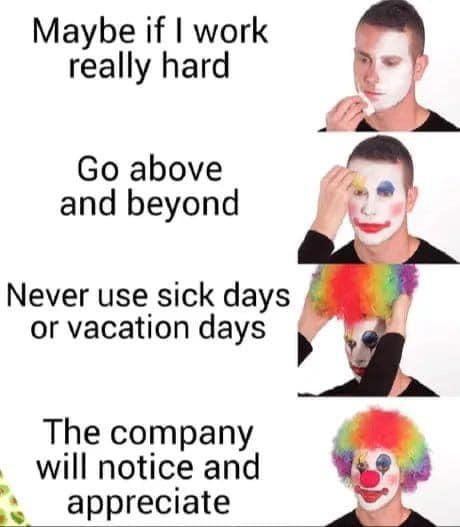 Maybe if I work
really hard
Go above
and beyond
Never use sick days
or vacation days
The company
will notice and
appreciate